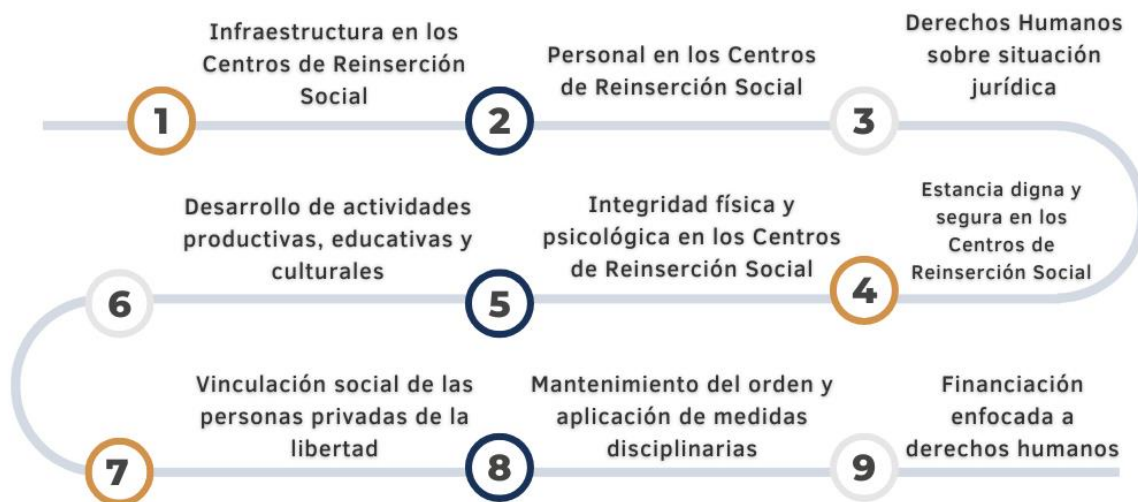 Infraestructura en los
Centros de Reinserción
Social
1
Personal en los Centros
de Reinserción Social
2
Derechos Humanos
sobre situación
jurídica
3
Estancia digna y
segura en los
Centros de
Reinserción Social
4
Integridad física y
psicológica en los Centros
de Reinserción Social
5
Desarrollo de actividades
productivas, educativas y
culturales
6
Vinculación social de las
personas privadas de la
libertad
7
Mantenimiento del orden y
aplicación de medidas
disciplinarias
8
Financiación
enfocada a
derechos humanos
9